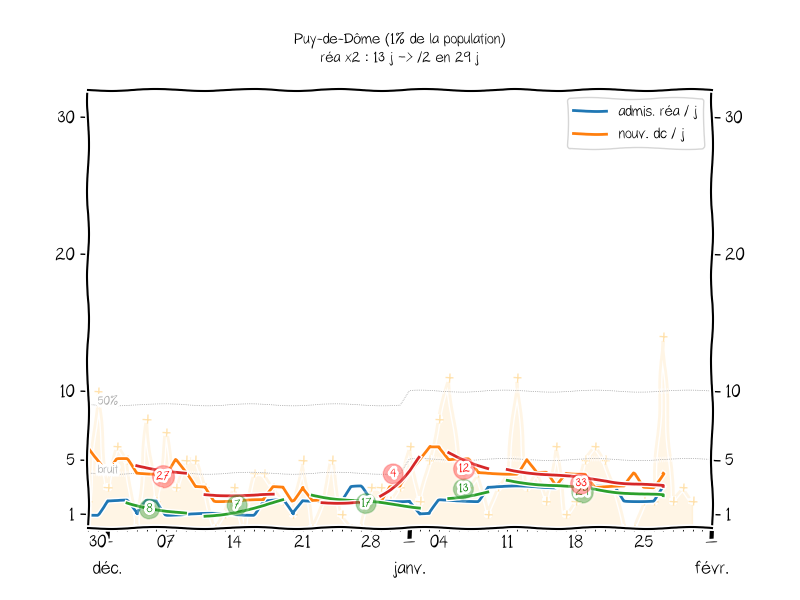 Puy-de-Dôme (1% de la population)
réa x2 : 13 j -> /2 en 29 j
admis. réa / j
nouv. dc / j
30 30
20 20
10 10
50%
5 5
bruit
1 1
27 8 7 17 4 12 13 33
30 07 14 21 28 04 11 18 25
déc. janv. févr.